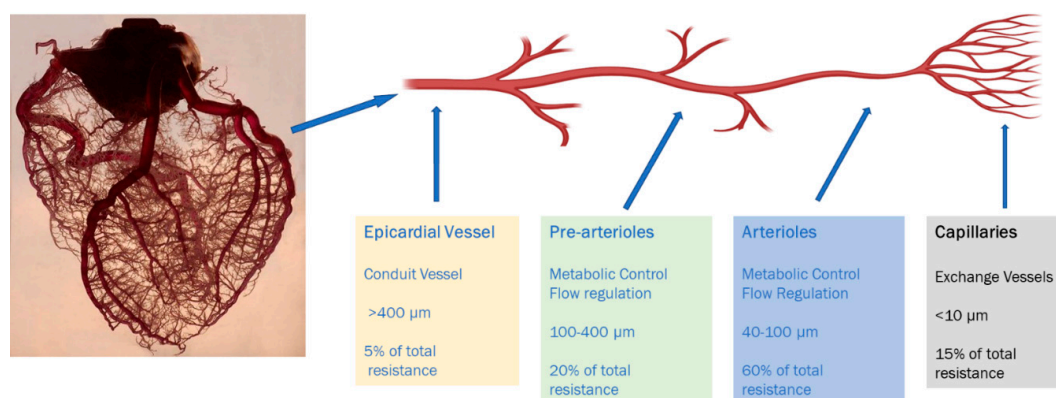 Epicardial Vessel
Conduit Vessel
>400 µm
5% of total
resistance
Pre-arterioles
Metabolic Control
Flow regulation
100-400 µm
20% of total
resistance
Arterioles
Metabolic Control
Flow Regulation
40-100 µm
60% of total
resistance
Capillaries
Exchange Vessels
<10 µm
15% of total
resistance